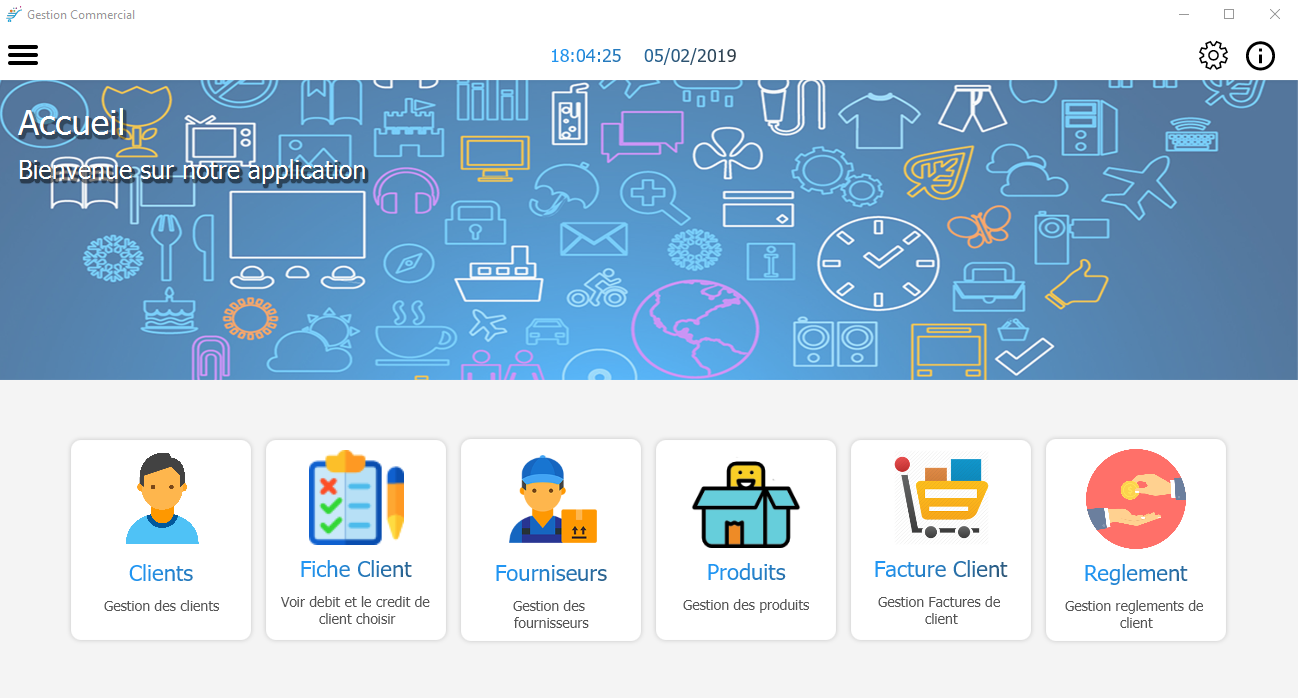 Gestion Commercial
18:04:25 05/02/2019
Accueil
Bienvenue sur notre application
Clients
Gestion des clients
Fiche Client
Voir debit et le credit de
client choisir
Fourniseurs
Gestion des
fournisseurs
Produits
Gestion des produits
Facture Client
Gestion Factures de
client
Reglement
Gestion reglements de
client